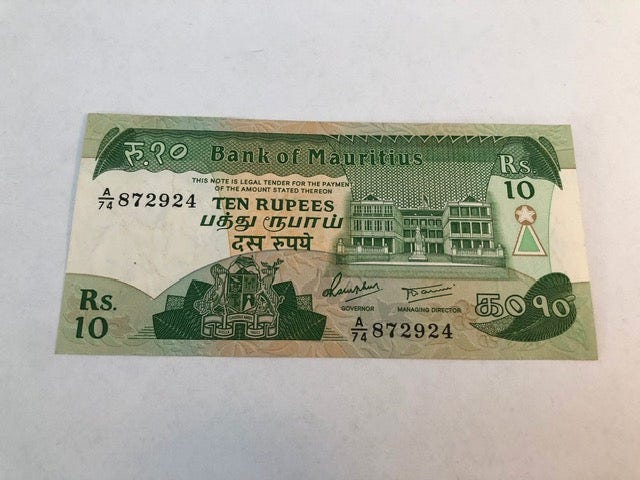 रु.१०
Bank of Mauritius
Rs.
10
THIS NOTE IS LEGAL TENDER FOR THE PAYMENT
OF THE AMOUNT STATED THEREON
A/74 872924
TEN RUPEES
பத்து ரூபாய்
दस रुपये
Rs.
10
GOVERNOR
MANAGING DIRECTOR
A/74 872924